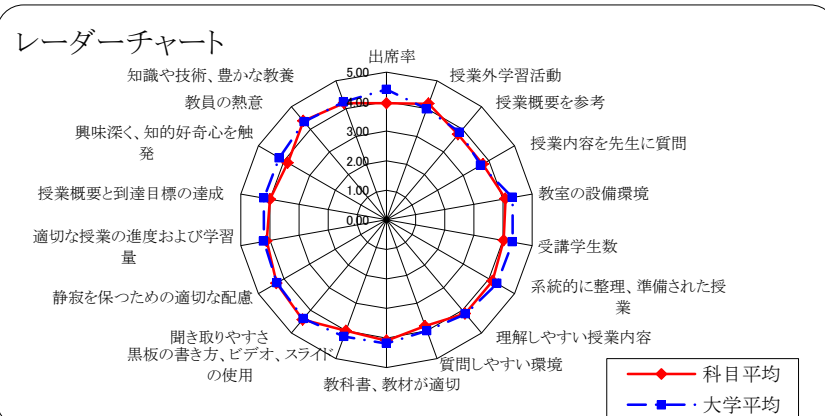 レーダーチャート
出席率
授業外学習活動
授業概要を参考
授業内容を先生に質問
教室の設備環境
受講学生数
系統的に整理、準備された授
業
理解しやすい授業内容
質問しやすい環境
教科書、教材が適切
黒板の書き方、ビデオ、スライド
の使用
聞き取りやすさ
静寂を保つための適切な配慮
適切な授業の進度および学習
量
授業概要と到達目標の達成
興味深く、知的好奇心を触
発
教員の熱意
知識や技術、豊かな教養
5.00
4.00
3.00
2.00
1.00
0.00
科目平均
大学平均